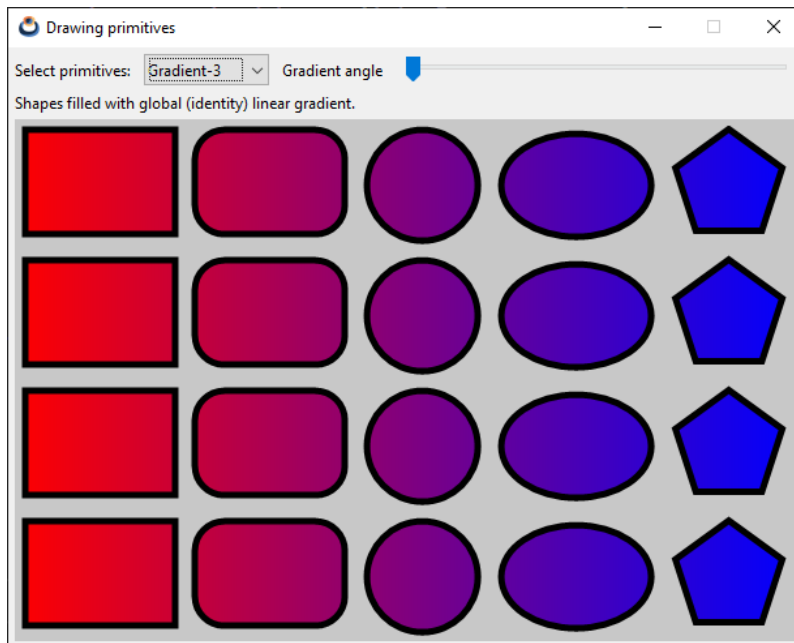 Drawing primitives
Select primitives: Gradient-3 Gradient angle
Shapes filled with global (identity) linear gradient.